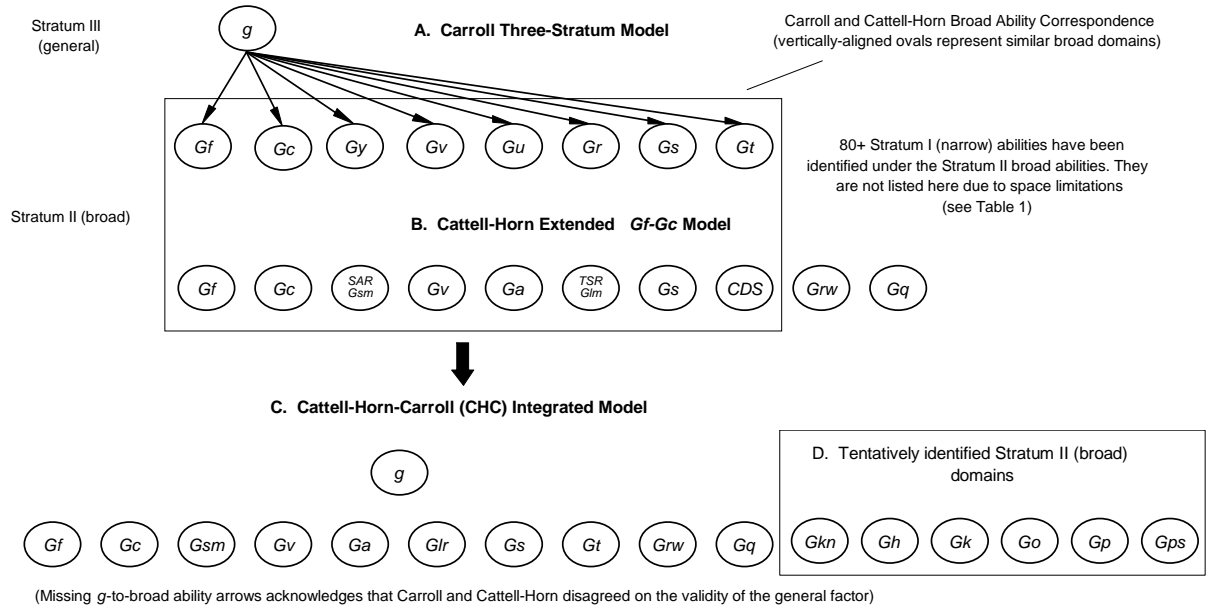 Stratum III
(general)
g
A. Carroll Three-Stratum Model
Carroll and Cattell-Horn Broad Ability Correspondence
(vertically-aligned ovals represent similar broad domains)
Gf Gc Gy Gv Gu Gr Gs Gt
80+ Stratum I (narrow) abilities have been
identified under the Stratum II broad abilities. They
are not listed here due to space limitations
(see Table 1)
Stratum II (broad)
B. Cattell-Horn Extended Gf-Gc Model
Gf Gc SAR Gsm Gv Ga TSR Glm Gs CDS Grw Gq
C. Cattell-Horn-Carroll (CHC) Integrated Model
g
D. Tentatively identified Stratum II (broad)
domains
Gf Gc Gsm Gv Ga Glr Gs Gt Grw Gq Gkn Gh Gk Go Gp Gps
(Missing g-to-broad ability arrows acknowledges that Carroll and Cattell-Horn disagreed on the validity of the general factor)